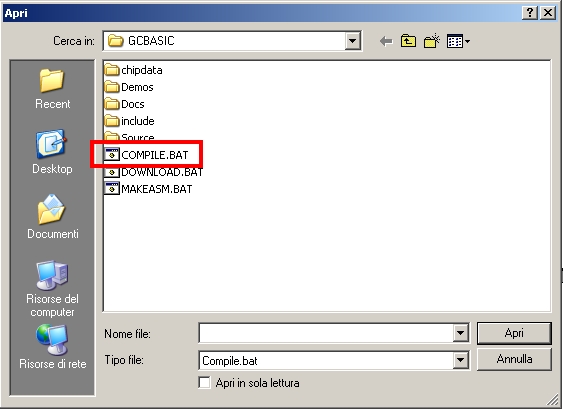 Apri
Cerca in:
GCBASIC
Recent
Desktop
Documenti
Risorse del
computer
Risorse di rete
chipdata
Demos
Docs
include
Source
COMPILE.BAT
DOWNLOAD.BAT
MAKEASM.BAT
Nome file:
Apri
Tipo file:
Compile.bat
Annulla
Apri in sola lettura